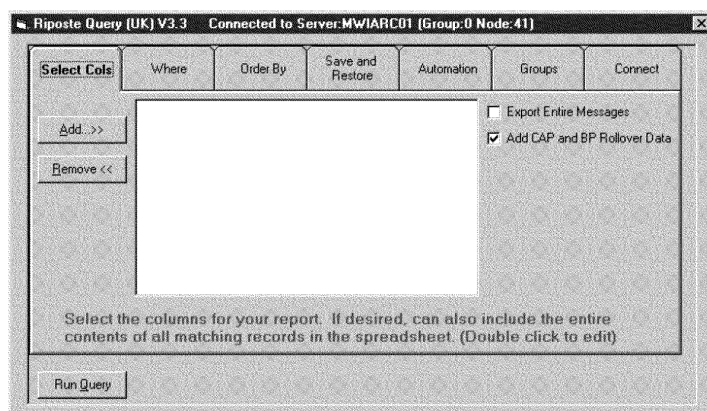 Riposte Query (UK) V3.3 Connected to Server:MWIARC01 (Group:0 Node:41)
Select Cols Where Order By Save and Restore Automation Groups Connect
Add...>>
Export Entire Messages
Add CAP and BP Rollover Data
Remove <<
Select the columns for your report. If desired, can also include the entire
contents of all matching records in the spreadsheet. (Double click to edit)
Run Query